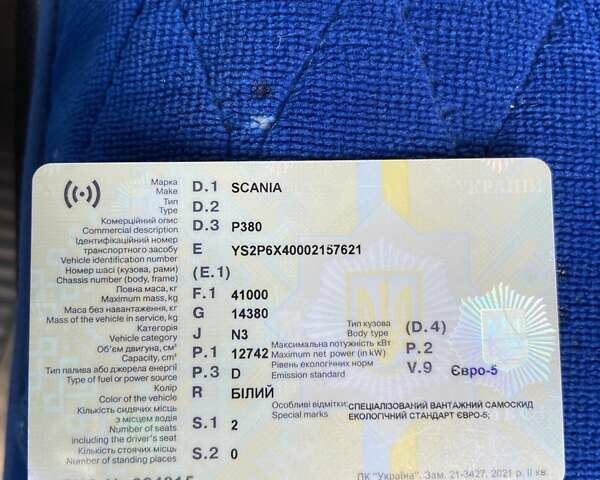 УКРАЇНИ
Марка
Make
D.1 SCANIA
Тип
Type
D.2
Комерційний опис
Commercial description
D.3 P380
Ідентифікаційний номер
транспортного засобу
Vehicle identification number
E YS2P6X40002157621
Номер шасі (кузова, рами)
Chassis number (body, frame)
(E.1)
Повна маса, кг
Maximum mass, kg
F.1 41000
Маса без навантаження, кг
Mass of the vehicle in service, kg
G 14380
Категорія
Vehicle category
J N3
Об'єм двигуна, см³
Capacity, cm³
P.1 12742
Тип палива або джерела енергії
Type of fuel or power source
P.3 D
Колір
Color of the vehicle
R БІЛИЙ
Кількість сидячих місць
з місцем водія
Number of seats
including the driver's seat
S.1 2
Кількість стоячих місць
Number of standing places
S.2 0
Тип кузова
Body type
(D.4)
Максимальна потужність кВт
Maximum net power (in kW)
P.2
Рівень екологічних норм
Emission standard
V.9 Євро-5
Особливі відмітки:
Special marks
СПЕЦІАЛІЗОВАНИЙ ВАНТАЖНИЙ САМОСКИД
ЕКОЛОГІЧНИЙ СТАНДАРТ ЄВРО-5;
ПК "Україна". Зам. 21-3427. 2021 р. II кв.